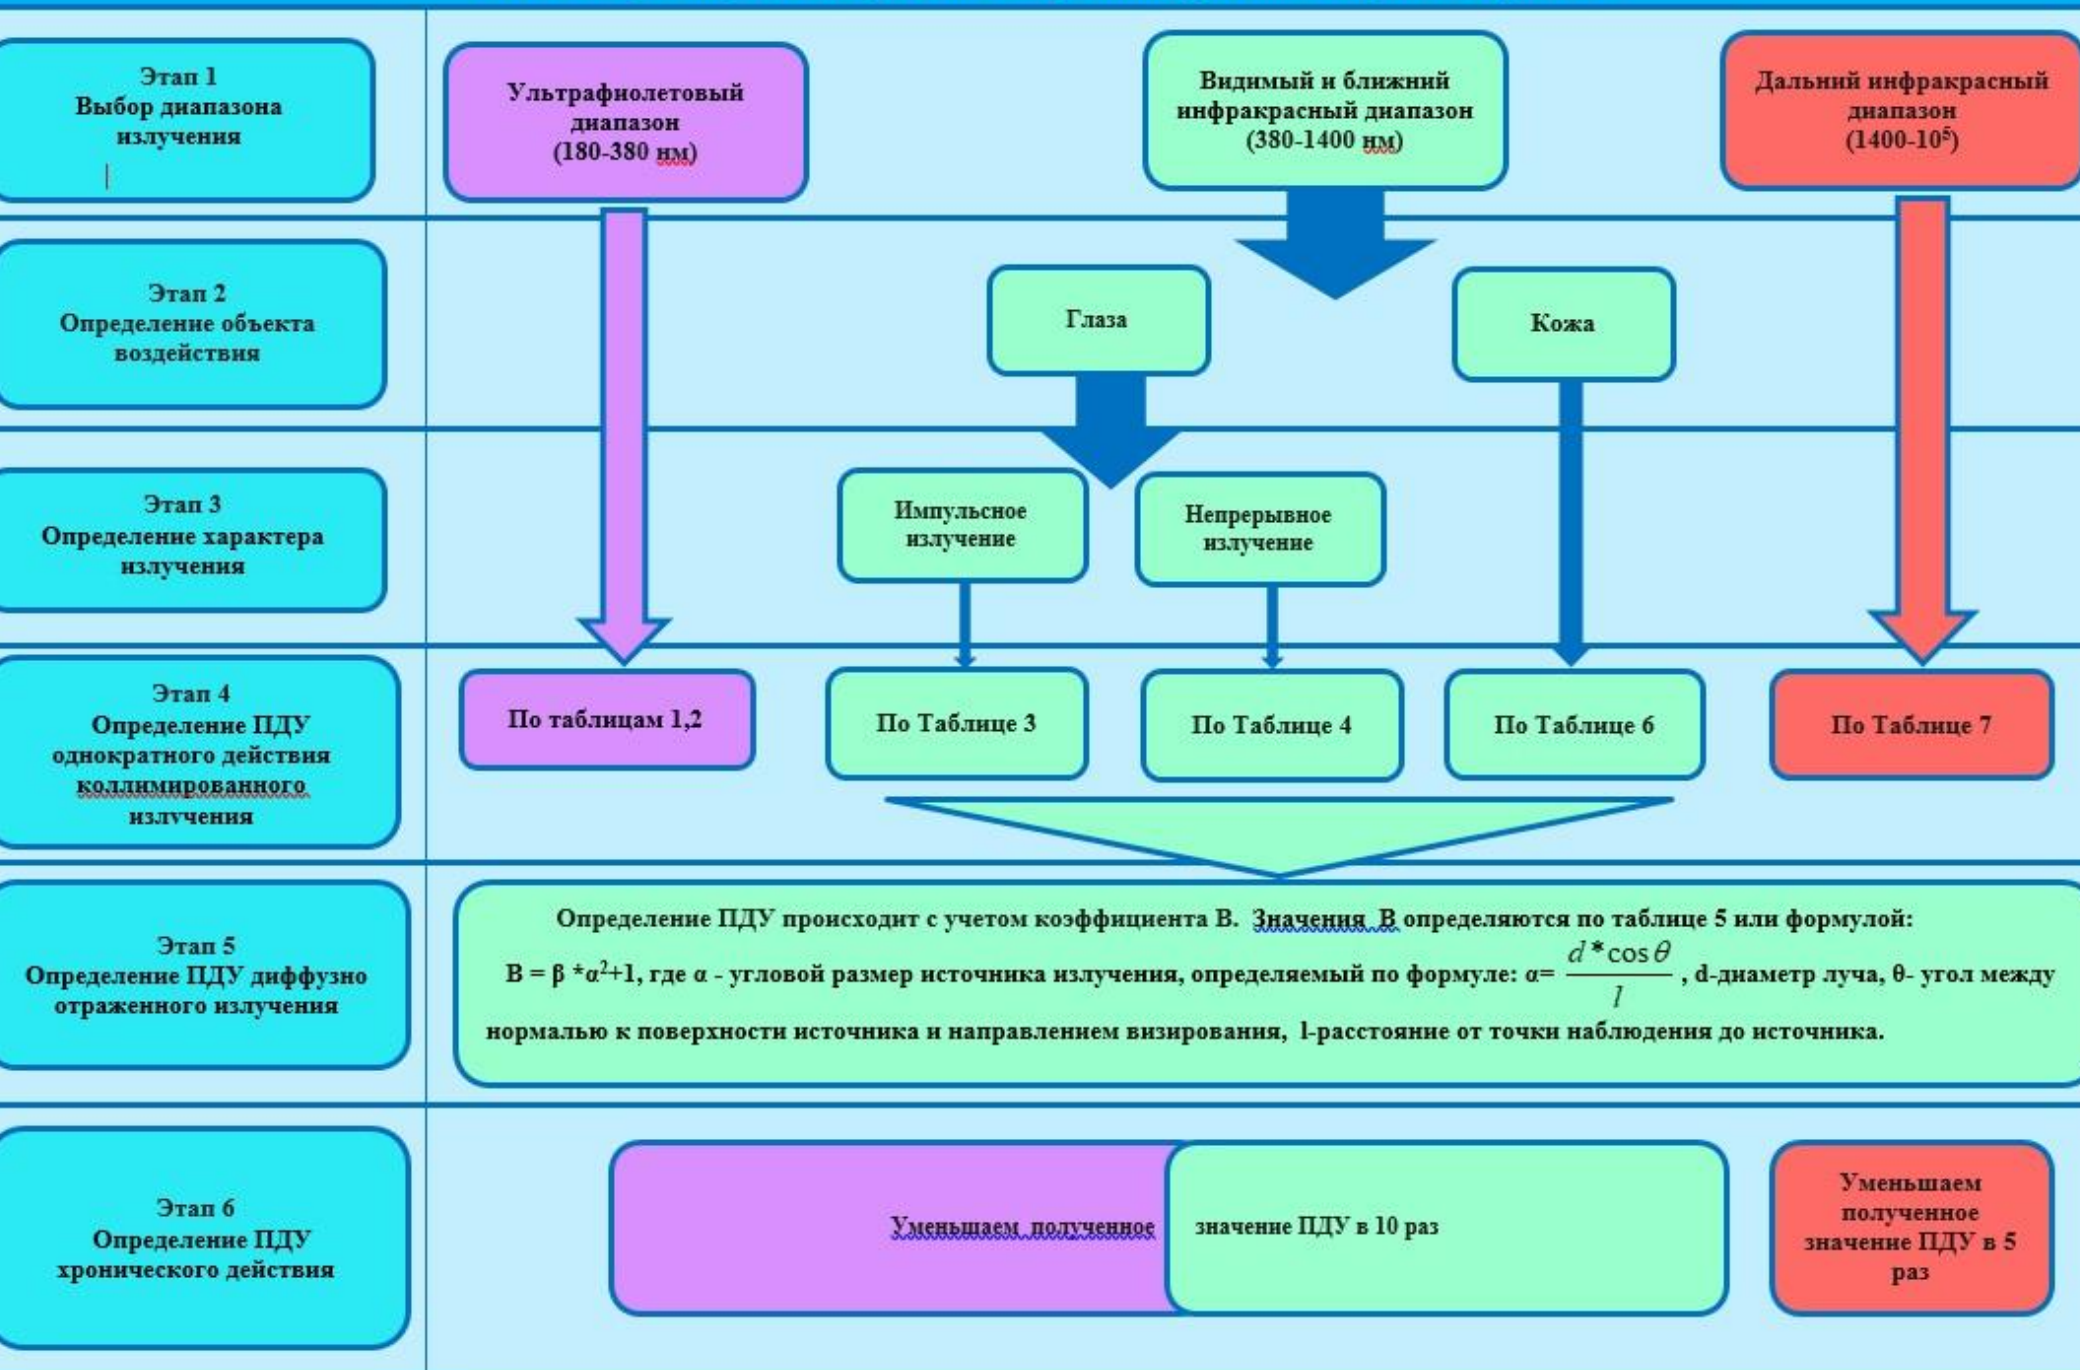 Этап 1
Выбор диапазона
излучения
Ультрафиолетовый
диапазон
(180-380 нм)
Видимый и ближний
инфракрасный диапазон
(380-1400 нм)
Дальний инфракрасный
диапазон
(1400-10⁵)
Этап 2
Определение объекта
воздействия
Глаза
Кожа
Этап 3
Определение характера
излучения
Импульсное
излучение
Непрерывное
излучение
Этап 4
Определение ПДУ
однократного действия
коллимированного
излучения
По таблицам 1,2
По Таблице 3
По Таблице 4
По Таблице 6
По Таблице 7
Этап 5
Определение ПДУ диффузно
отраженного излучения
Определение ПДУ происходит с учетом коэффициента В. Значения В определяются по таблице 5 или формулой:
В = β *α²+1, где α - угловой размер источника излучения, определяемый по формуле: α= d*cosθ / l , d-диаметр луча, θ- угол между
нормалью к поверхности источника и направлением визирования, l-расстояние от точки наблюдения до источника.
Этап 6
Определение ПДУ
хронического действия
Уменьшаем полученное
значение ПДУ в 10 раз
Уменьшаем
полученное
значение ПДУ в 5
раз